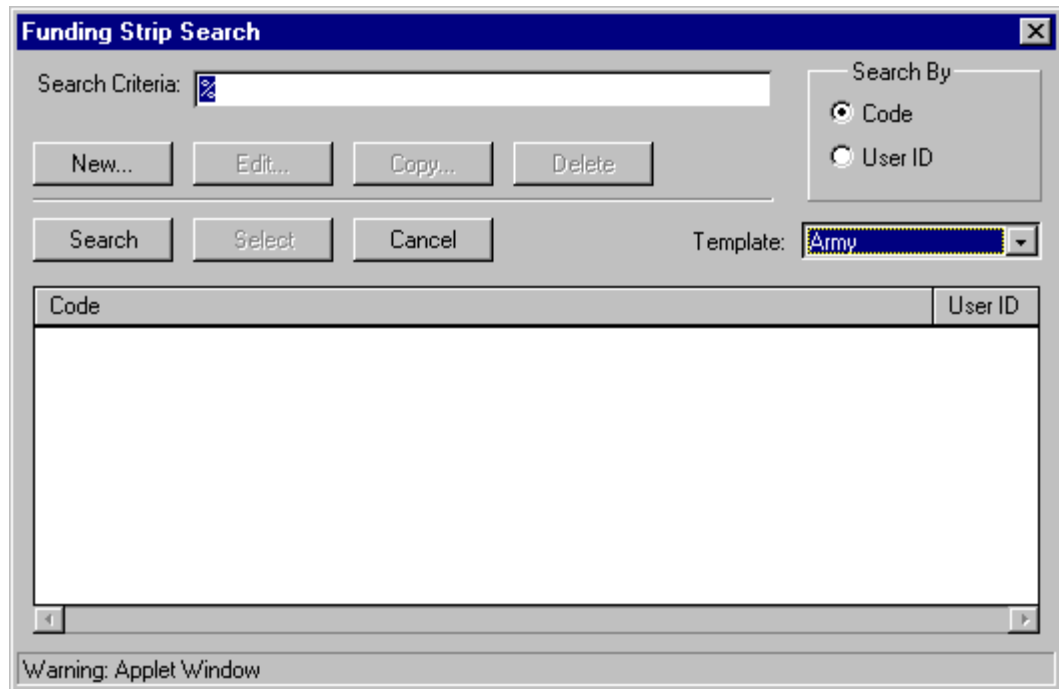 Funding Strip Search
Search Criteria: %
Search By
Code
User ID
New... Edit... Copy... Delete
Search Select Cancel Template: Army
Code User ID
Warning: Applet Window